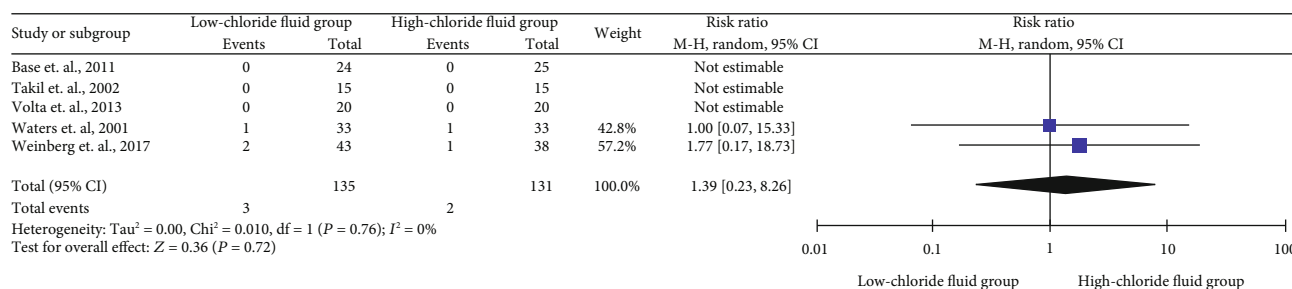 Study or subgroup Low-chloride fluid group High-chloride fluid group Weight Risk ratio Risk ratio
Events Total Events Total M-H, random, 95% CI M-H, random, 95% CI
Base et. al., 2011 0 24 0 25 Not estimable
Takil et. al., 2002 0 15 0 15 Not estimable
Volta et. al., 2013 0 20 0 20 Not estimable
Waters et. al, 2001 1 33 1 33 42.8% 1.00 [0.07, 15.33]
Weinberg et. al., 2017 2 43 1 38 57.2% 1.77 [0.17, 18.73]
Total (95% CI) 135 131 100.0% 1.39 [0.23, 8.26]
Total events 3 2
Heterogeneity: Tau² = 0.00, Chi² = 0.010, df = 1 (P = 0.76); I² = 0%
Test for overall effect: Z = 0.36 (P = 0.72)
0.01 0.1 1 10 100
Low-chloride fluid group High-chloride fluid group